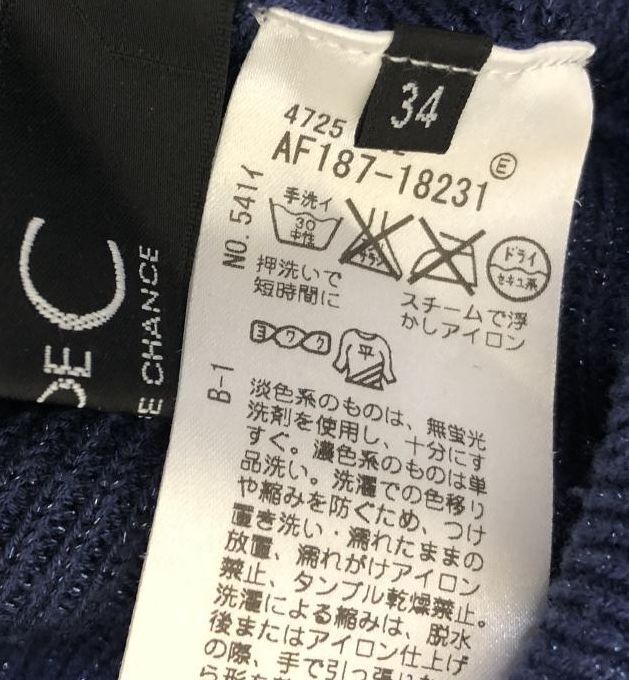 34
4725
AF187-18231
E
NO.541イ
手洗イ
30
中性
ドライ
セキユ系
押洗いで
短時間に
スチームで浮
かしアイロン
ヨワク
平
B-1
淡色系のものは、無蛍光
洗剤を使用し、十分にす
すぐ。濃色系のものは単
品洗い。洗濯での色移り
や縮みを防ぐため、つけ
置き洗い・濡れたままの
放置、濡れがけアイロン
禁止、タンブル乾燥禁止。
洗濯による縮みは、脱水
後またはアイロン仕上げ
の際、手で引っ張りな
DE C
E CHANCE